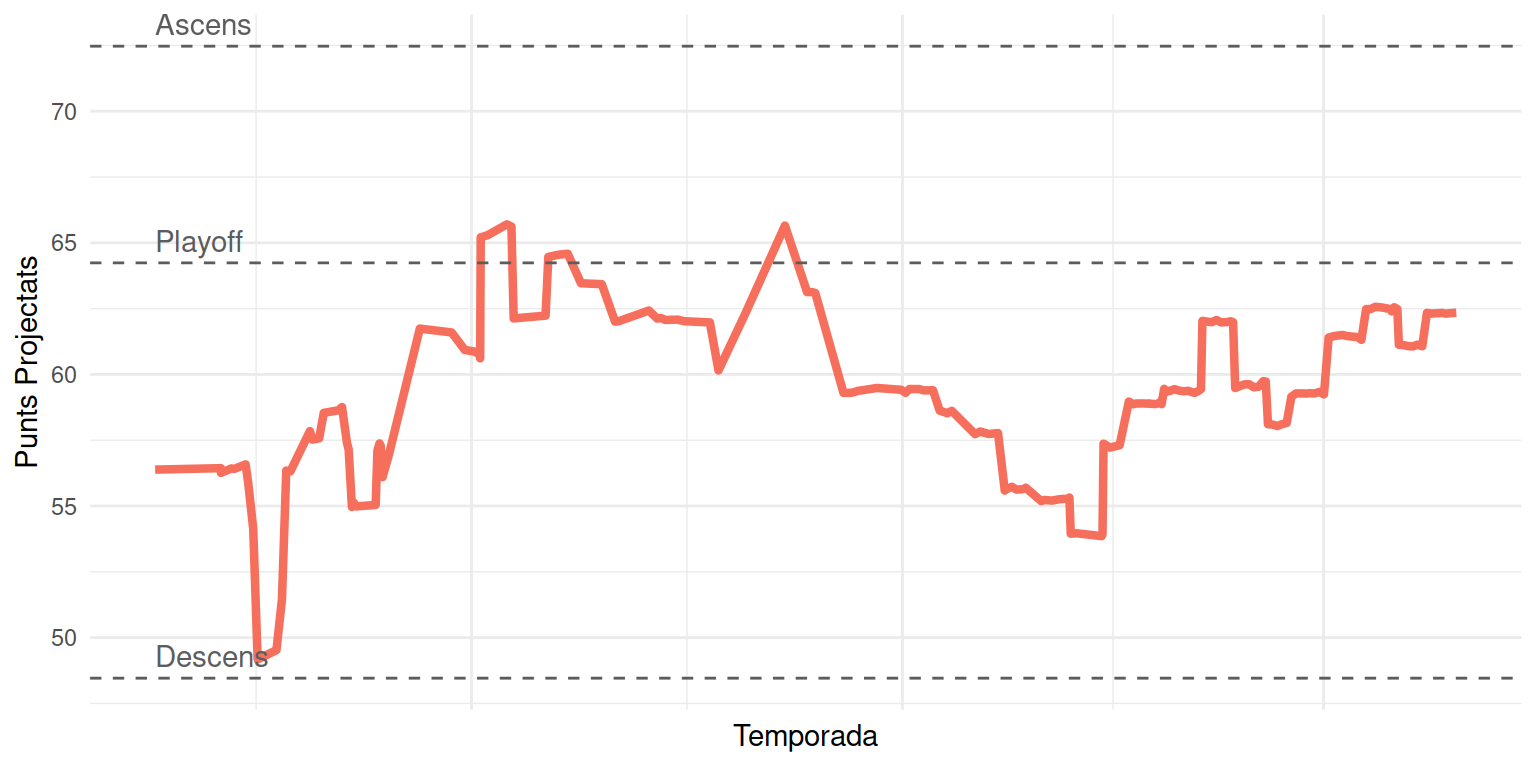 Ascens
70
Playoff
65
60
55
50
Descens
Punts Projectats
Temporada